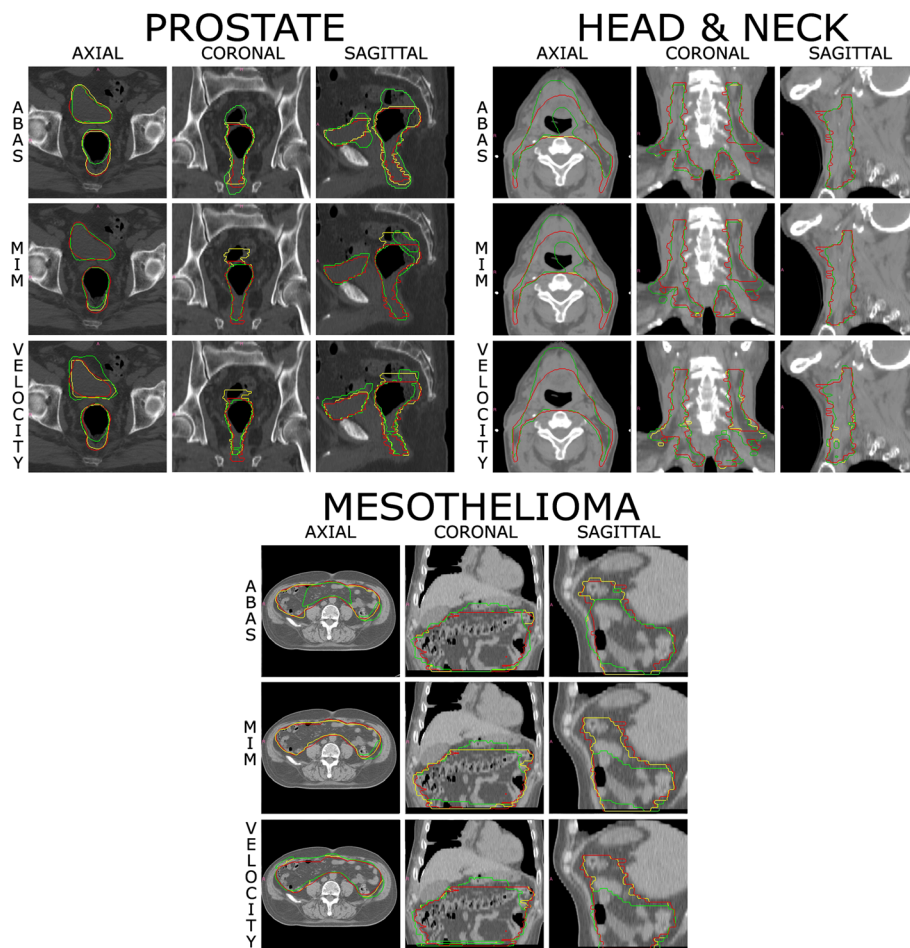 PROSTATE
AXIAL CORONAL SAGITTAL
ABAS
MIM
VELOCITY
HEAD & NECK
AXIAL CORONAL SAGITTAL
ABAS
MIM
VELOCITY
MESOTHELIOMA
AXIAL CORONAL SAGITTAL
ABAS
MIM
VELOCITY